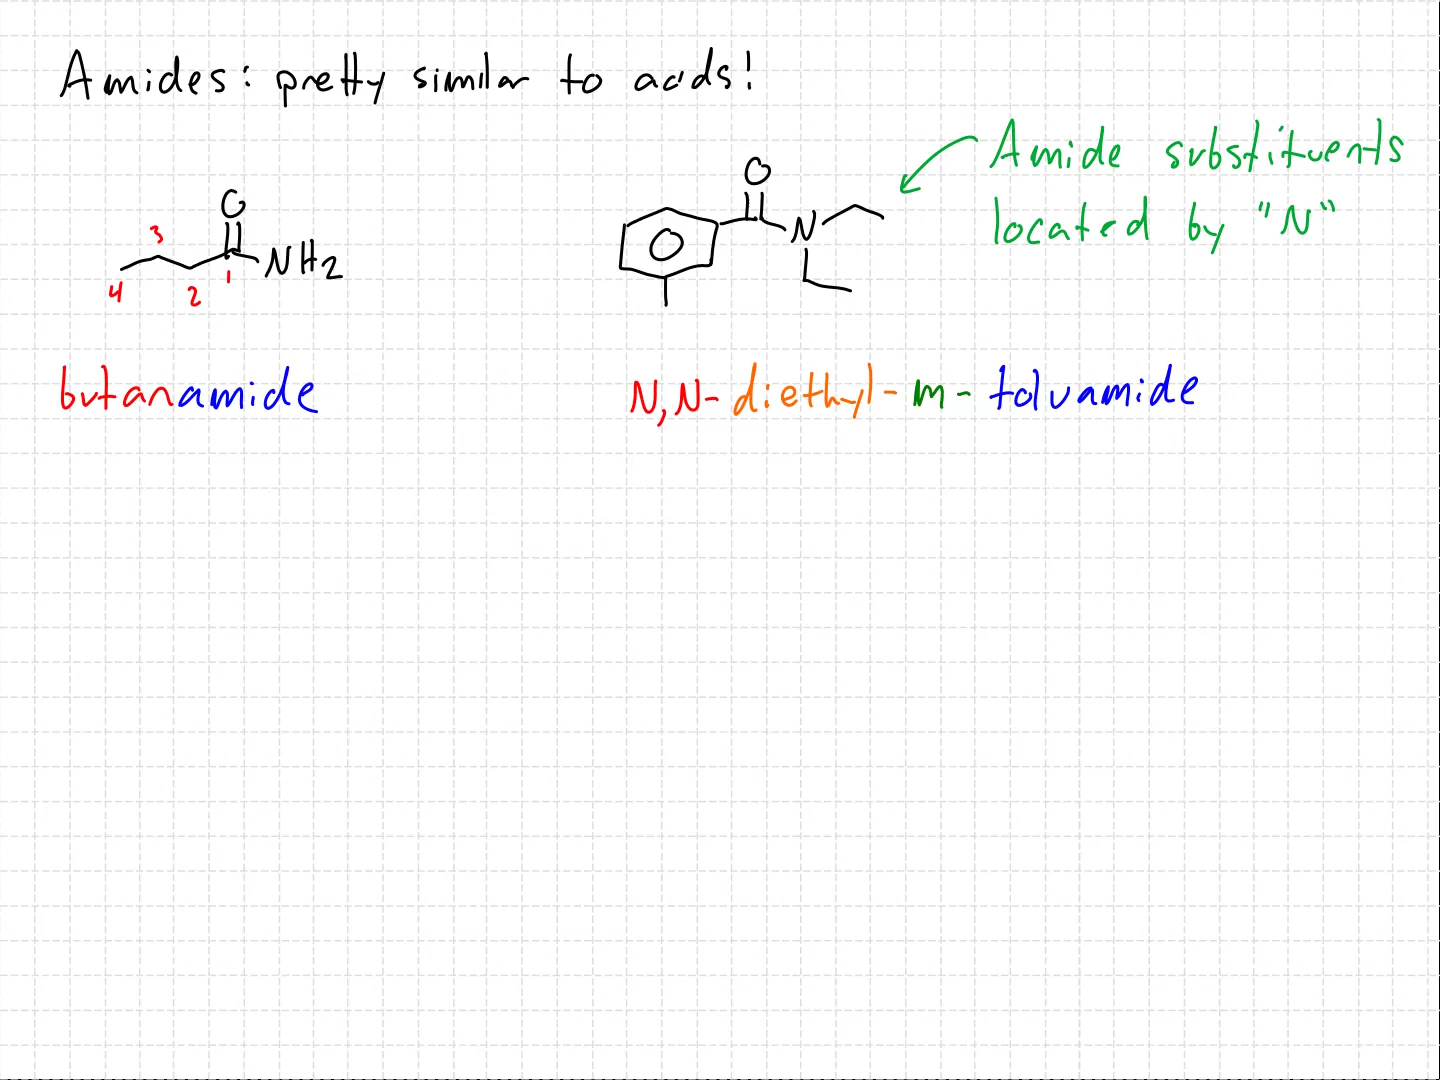 Amides: pretty similar to acids!
Amide substituents
located by "N"
O
NH2
4
3
2
1
O
N
butanamide
N,N-diethyl-m-toluamide